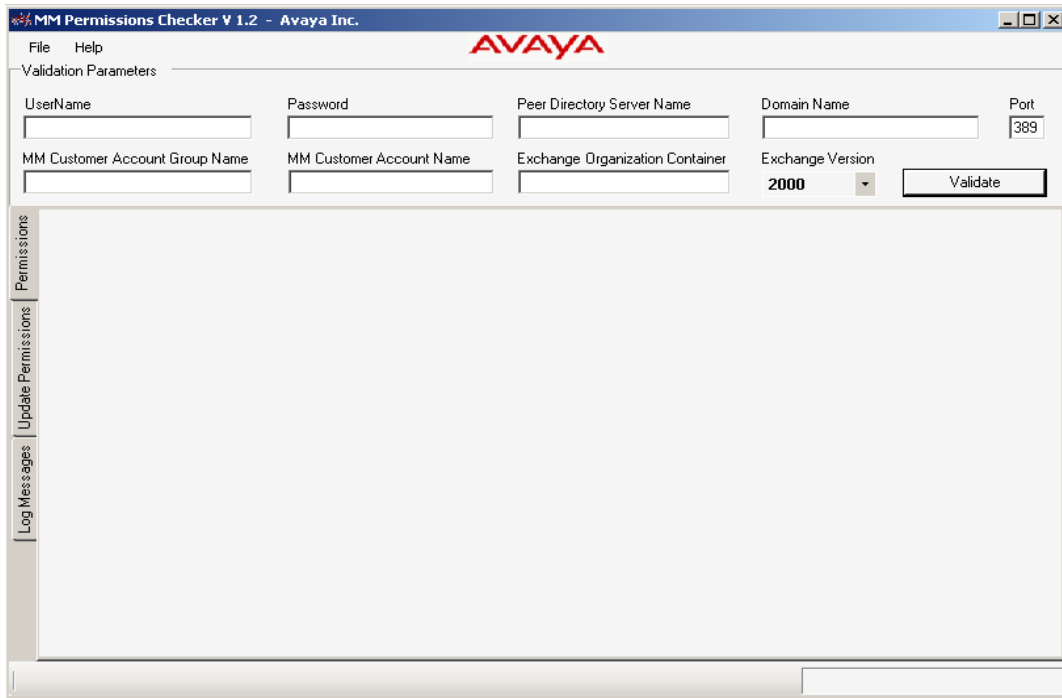 MM Permissions Checker V 1.2 - Avaya Inc.
File Help
AVAYA
Validation Parameters
UserName Password Peer Directory Server Name Domain Name Port
389
MM Customer Account Group Name MM Customer Account Name Exchange Organization Container Exchange Version
2000 Validate
Permissions
Update Permissions
Log Messages